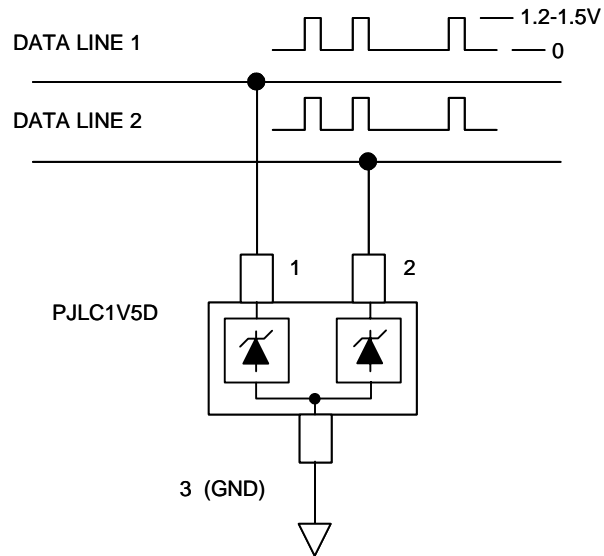 1.2-1.5V
DATA LINE 1
0
DATA LINE 2
1
2
PJLC1V5D
3 (GND)